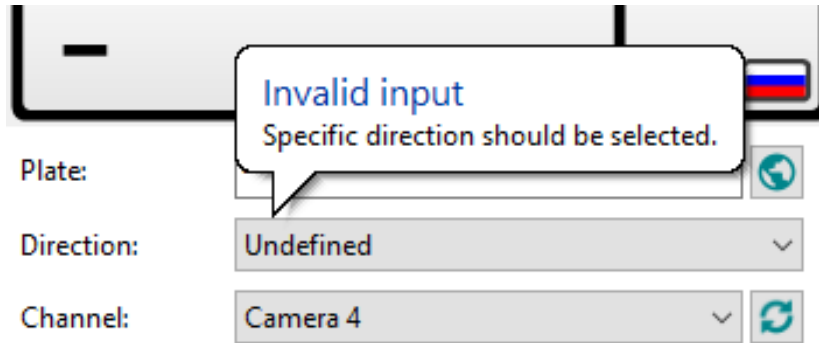 -
Invalid input
Specific direction should be selected.
Plate:
Direction: Undefined
Channel: Camera 4